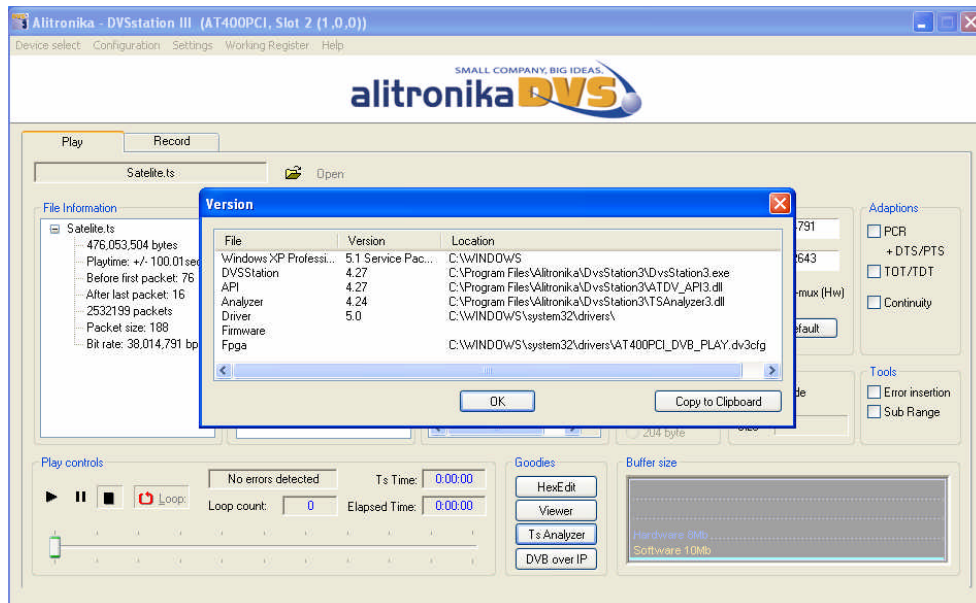 Alitronika - DVSstation III (AT400PCI, Slot 2 (1,0,0))
Device select Configuration Settings Working Register Help
SMALL COMPANY, BIG IDEAS.
alitronika DVS
Play Record
Satelite.ts Open
File Information
Satelite.ts
476,053,504 bytes
Playtime: +/- 100.01sec
Before first packet: 76
After last packet: 16
2532199 packets
Packet size: 188
Bit rate: 38,014,791 bp
Version
File Version Location
Windows XP Professi... 5.1 Service Pac... C:\WINDOWS
DVSStation 4.27 C:\Program Files\Alitronika\DvsStation3\DvsStation3.exe
API 4.27 C:\Program Files\Alitronika\DvsStation3\ATDV_API3.dll
Analyzer 4.24 C:\Program Files\Alitronika\DvsStation3\TSAnalyzer3.dll
Driver 5.0 C:\WINDOWS\system32\drivers\
Firmware
Fpga C:\WINDOWS\system32\drivers\AT400PCI_DVB_PLAY.dv3cfg
OK Copy to Clipboard
791
2643
-mux (Hw)
efault
de
204 byte
Adaptions
PCR
+ DTS/PTS
TOT/TDT
Continuity
Tools
Error insertion
Sub Range
Play controls
Loop:
No errors detected Ts Time: 0:00:00
Loop count: 0 Elapsed Time: 0:00:00
Goodies
HexEdit
Viewer
Ts Analyzer
DVB over IP
Buffer size
Hardware 8Mb
Software 10Mb